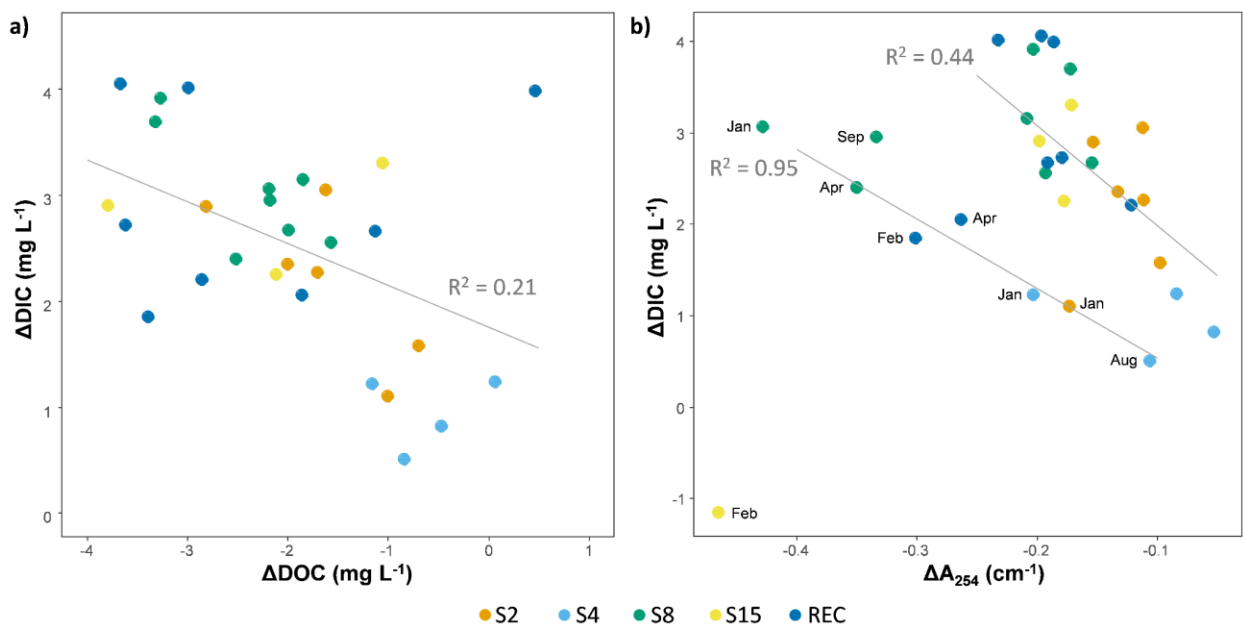 a)
4
3
2
1
0
ΔDIC (mg L⁻¹)
R² = 0.21
-4 -3 -2 -1 0 1
ΔDOC (mg L⁻¹)
b)
4
3
2
1
0
-1
ΔDIC (mg L⁻¹)
R² = 0.44
Jan
Sep
R² = 0.95
Apr
Apr
Feb
Jan
Jan
Aug
Feb
-0.4 -0.3 -0.2 -0.1
ΔA₂₅₄ (cm⁻¹)
S2 S4 S8 S15 REC